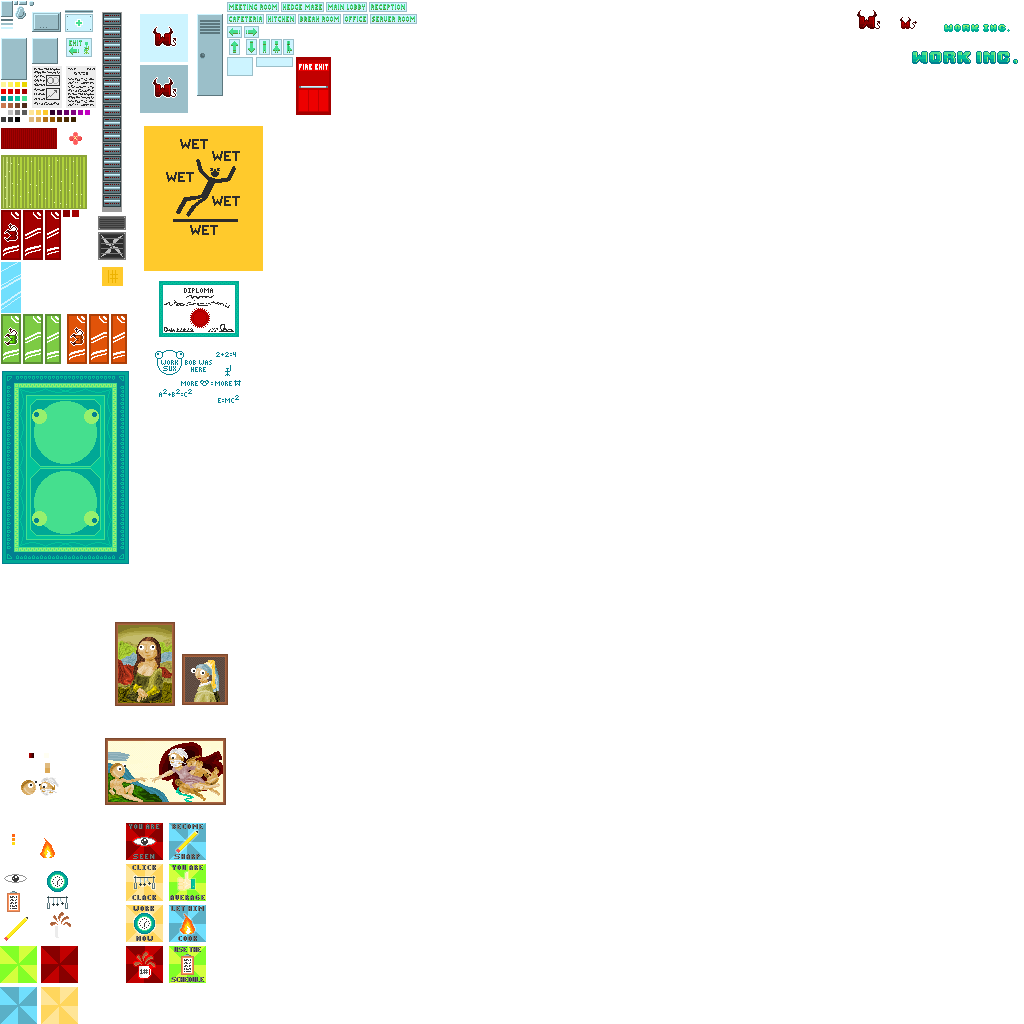 MEETING ROOM HEDGE MAZE MAIN LOBBY RECEPTION
CAFETERIA KITCHEN BREAK ROOM OFFICE SERVER ROOM
WORK INC.
WORK INC.
EXIT
FIRE EXIT
WET
WET
WET
WET
WET
DIPLOMA
WORK SUX
BOB WAS HERE
2+2=4
MORE = MORE
A²+B²=C²
E=MC²
YOU ARE
SEEN
BECOME
SHARP
CLICK
CLACK
YOU ARE
AVERAGE
WORK
NOW
LET HIM
COOK
USE THE
SCHEDULE